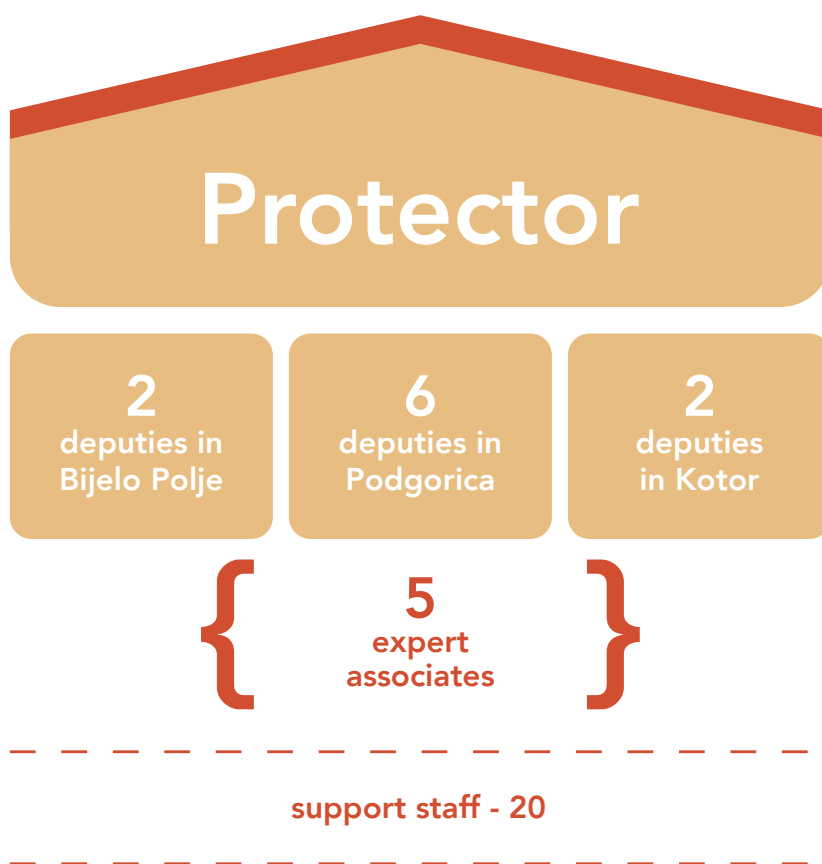 Protector
2
deputies in
Bijelo Polje
6
deputies in
Podgorica
2
deputies
in Kotor
{ 5 }
expert
associates
support staff - 20